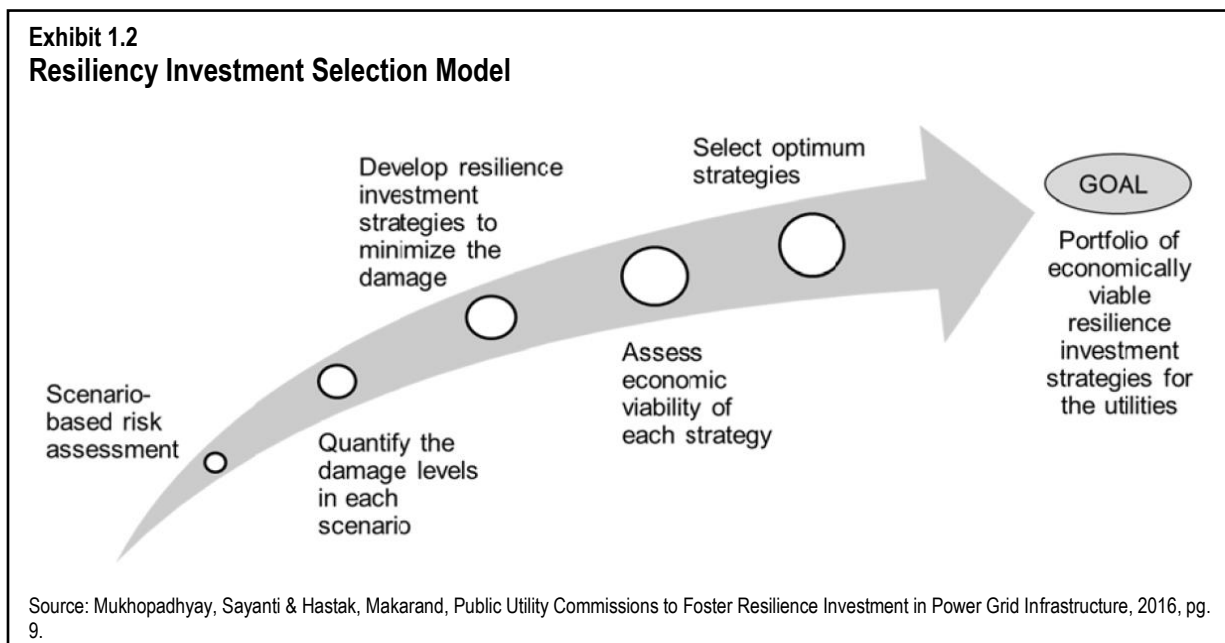 Exhibit 1.2
Resiliency Investment Selection Model
Scenario-
based risk
assessment
Quantify the
damage levels
in each
scenario
Develop resilience
investment
strategies to
minimize the
damage
Assess
economic
viability of
each strategy
Select optimum
strategies
GOAL
Portfolio of
economically
viable
resilience
investment
strategies for
the utilities
Source: Mukhopadhyay, Sayanti & Hastak, Makarand, Public Utility Commissions to Foster Resilience Investment in Power Grid Infrastructure, 2016, pg.
9.